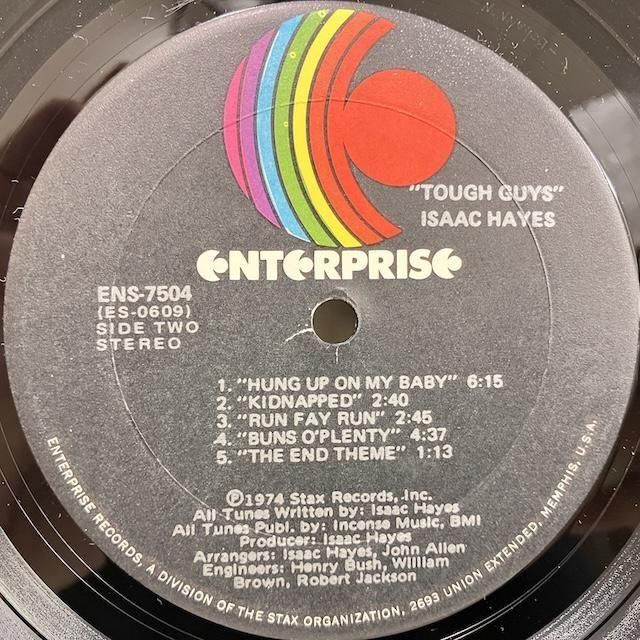 "TOUGH GUYS"
ISAAC HAYES
ENTERPRISE
ENS-7504
(ES-0609)
SIDE TWO
STEREO
1. "HUNG UP ON MY BABY" 6:15
2. "KIDNAPPED" 2:40
3. "RUN FAY RUN" 2:45
4. "BUNS O'PLENTY" 4:37
5. "THE END THEME" 1:13
℗1974 Stax Records, Inc.
All Tunes Written by: Isaac Hayes
All Tunes Publ. by: Incense Music, BMI
Producer: Isaac Hayes
Arrangers: Isaac Hayes, John Allen
Engineers: Henry Bush, William
Brown, Robert Jackson
ENTERPRISE RECORDS, A DIVISION OF THE STAX ORGANIZATION, 2693 UNION EXTENDED, MEMPHIS, U.S.A.